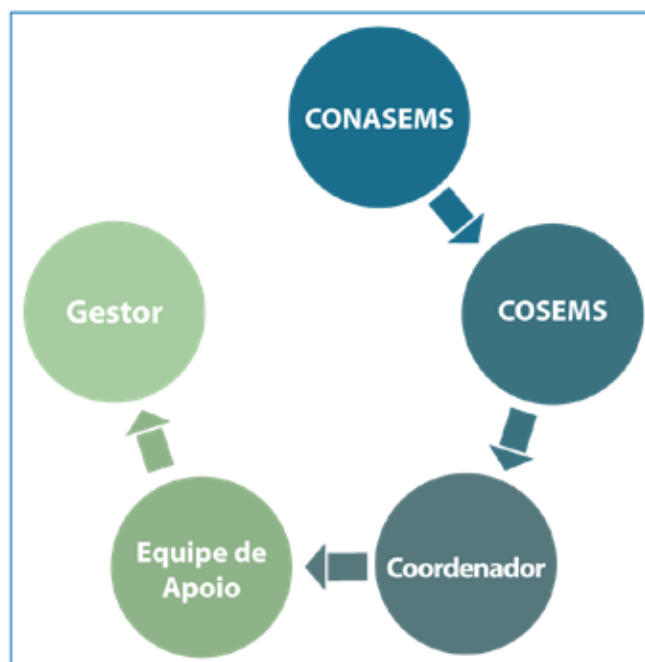 CONASEMS
COSEMS
Coordenador
Equipe de
Apoio
Gestor